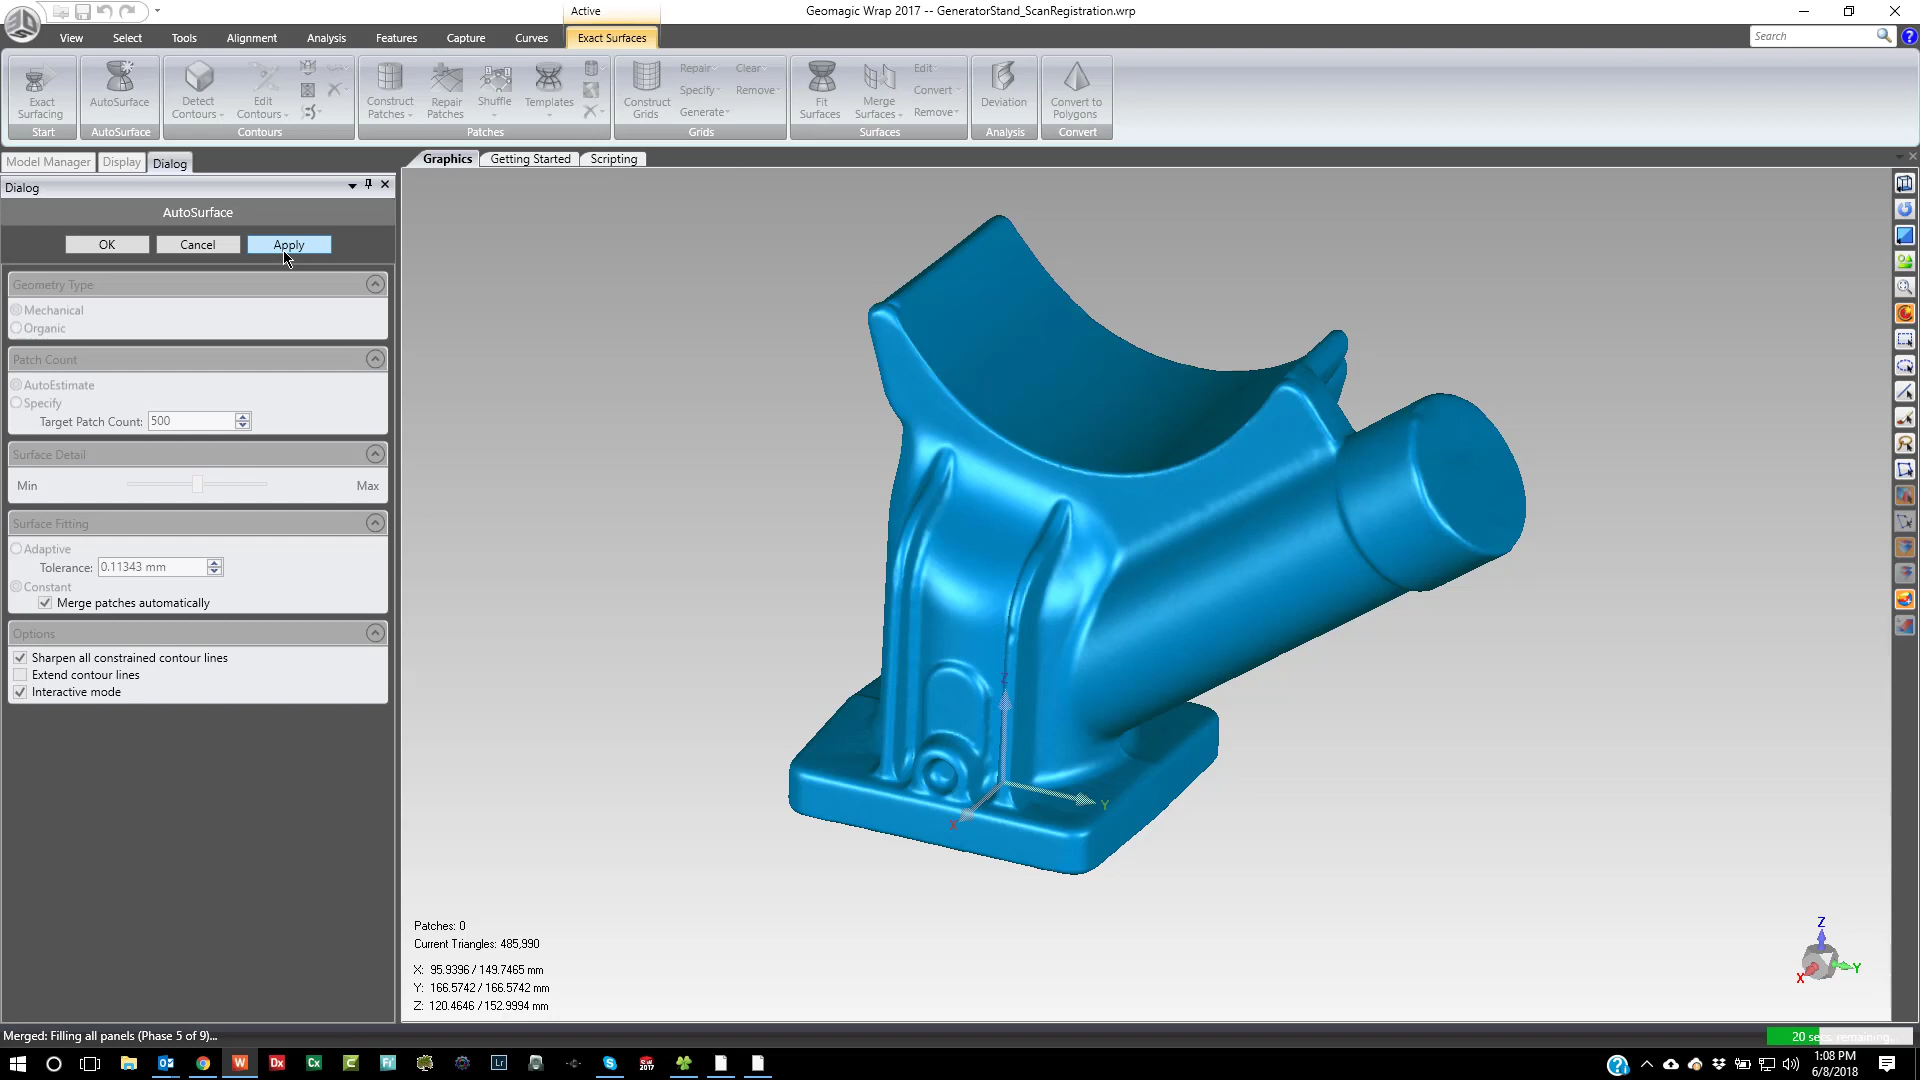 Active
Geomagic Wrap 2017 -- GeneratorStand_ScanRegistration.wrp
View Select Tools Alignment Analysis Features Capture Curves Exact Surfaces
Search
Exact Surfacing
Start
AutoSurface
AutoSurface
Detect Contours
Edit Contours
Contours
Construct Patches
Repair Patches
Shuffle
Templates
Patches
Construct Grids
Repair
Specify
Generate
Clear
Remove
Grids
Fit Surfaces
Merge Surfaces
Edit
Convert
Remove
Surfaces
Deviation
Analysis
Convert to Polygons
Convert
Model Manager Display Dialog
Graphics Getting Started Scripting
Dialog
AutoSurface
OK Cancel Apply
Geometry Type
Mechanical
Organic
Patch Count
AutoEstimate
Specify
Target Patch Count: 500
Surface Detail
Min Max
Surface Fitting
Adaptive
Tolerance: 0.11343 mm
Constant
Merge patches automatically
Options
Sharpen all constrained contour lines
Extend contour lines
Interactive mode
Z
Y
X
Patches: 0
Current Triangles: 485,990
X: 95.9396 / 149.7465 mm
Y: 166.5742 / 166.5742 mm
Z: 120.4646 / 152.9994 mm
Z
Y
X
Merged: Filling all panels (Phase 5 of 9)...
20 secs remaining...
W Dx Cx Lr 2017
1:08 PM
6/8/2018